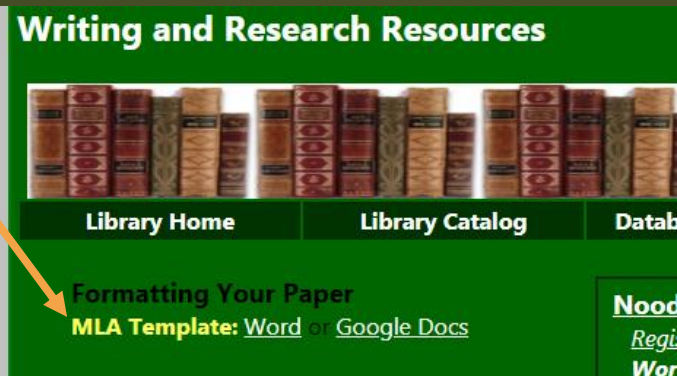 Writing and Research Resources
Library Home Library Catalog
Formatting Your Paper
MLA Template: Word or Google Docs